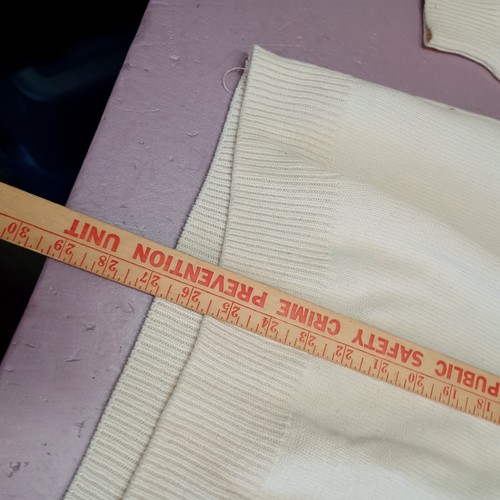 UNIT
PREVENTION
CRIME
SAFETY
PUBLIC
30 29 28 27 26 25 24 23 22 21 20 19 18